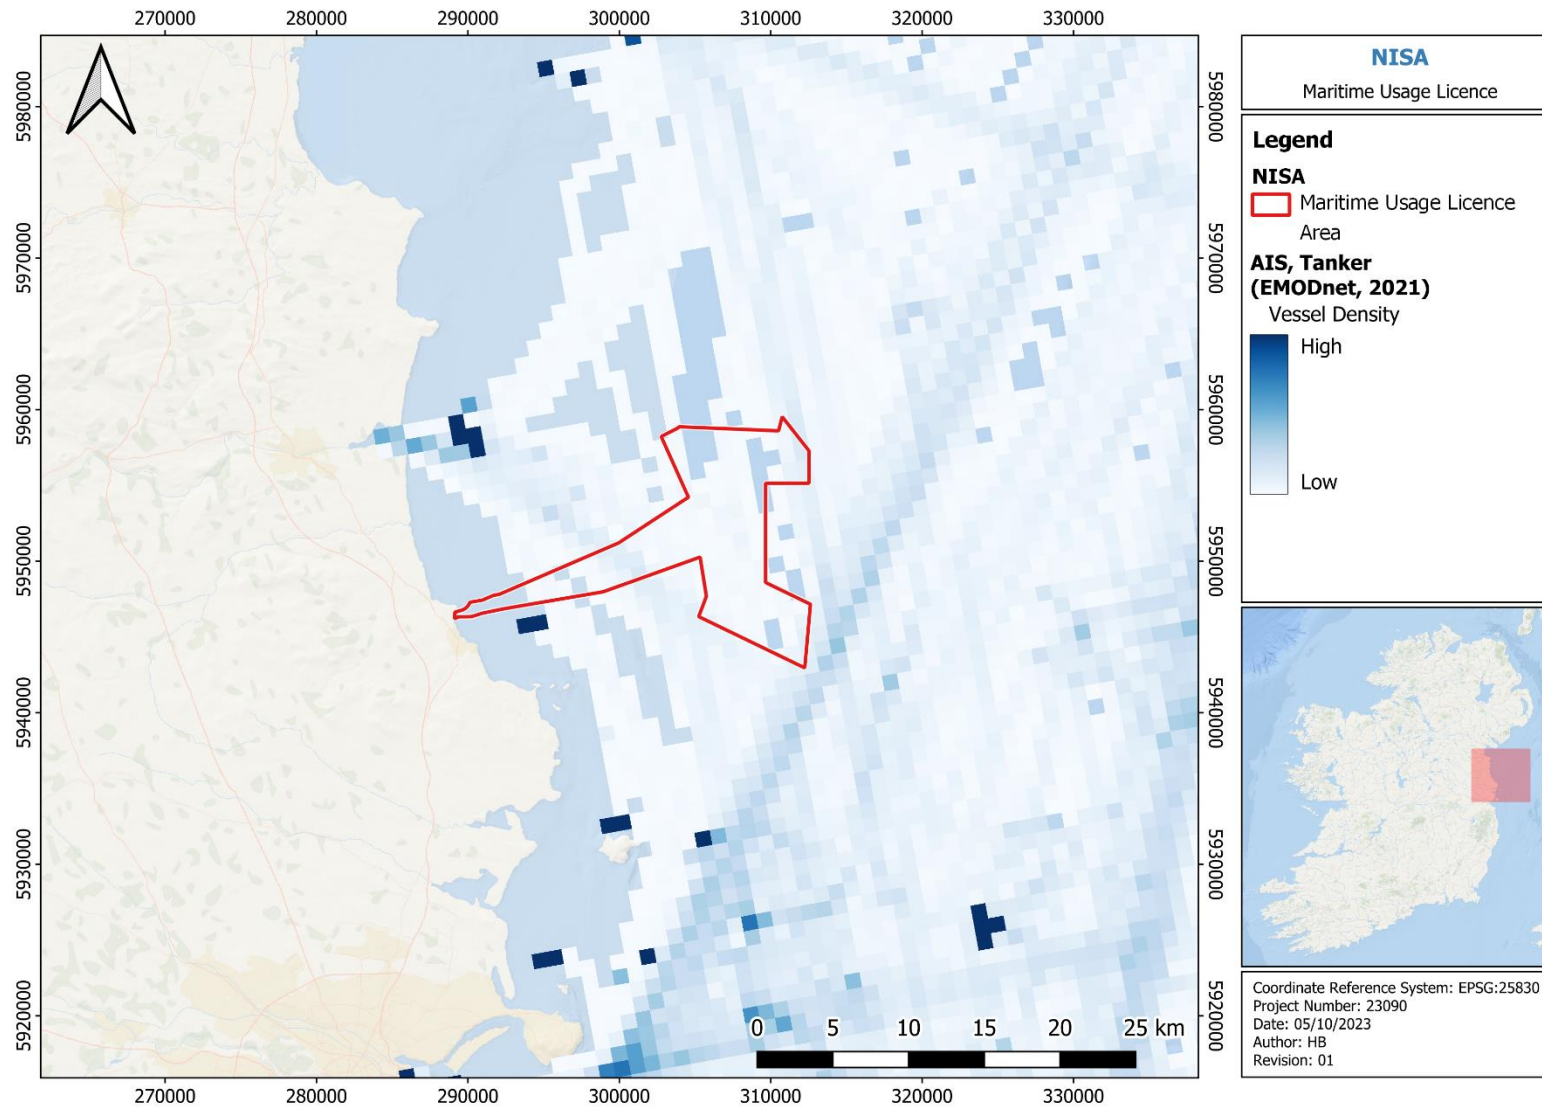 270000 280000 290000 300000 310000 320000 330000
5980000
5970000
5960000
5950000
5940000
5930000
5920000
5980000
5970000
5960000
5950000
5940000
5930000
5920000
0 5 10 15 20 25 km
270000 280000 290000 300000 310000 320000 330000
NISA
Maritime Usage Licence
Legend
NISA
Maritime Usage Licence
Area
AIS, Tanker
(EMODnet, 2021)
Vessel Density
High
Low
Coordinate Reference System: EPSG:25830
Project Number: 23090
Date: 05/10/2023
Author: HB
Revision: 01